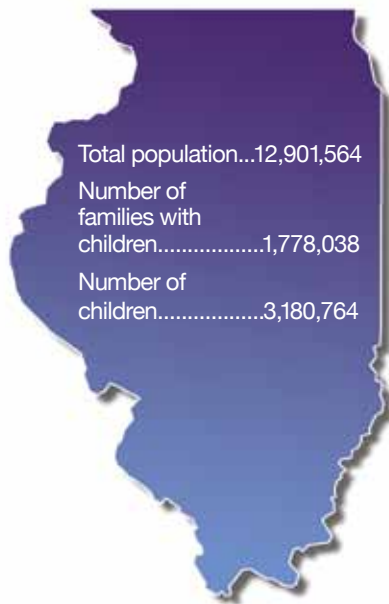 Total population...12,901,564
Number of
families with
children..................1,778,038
Number of
children..................3,180,764